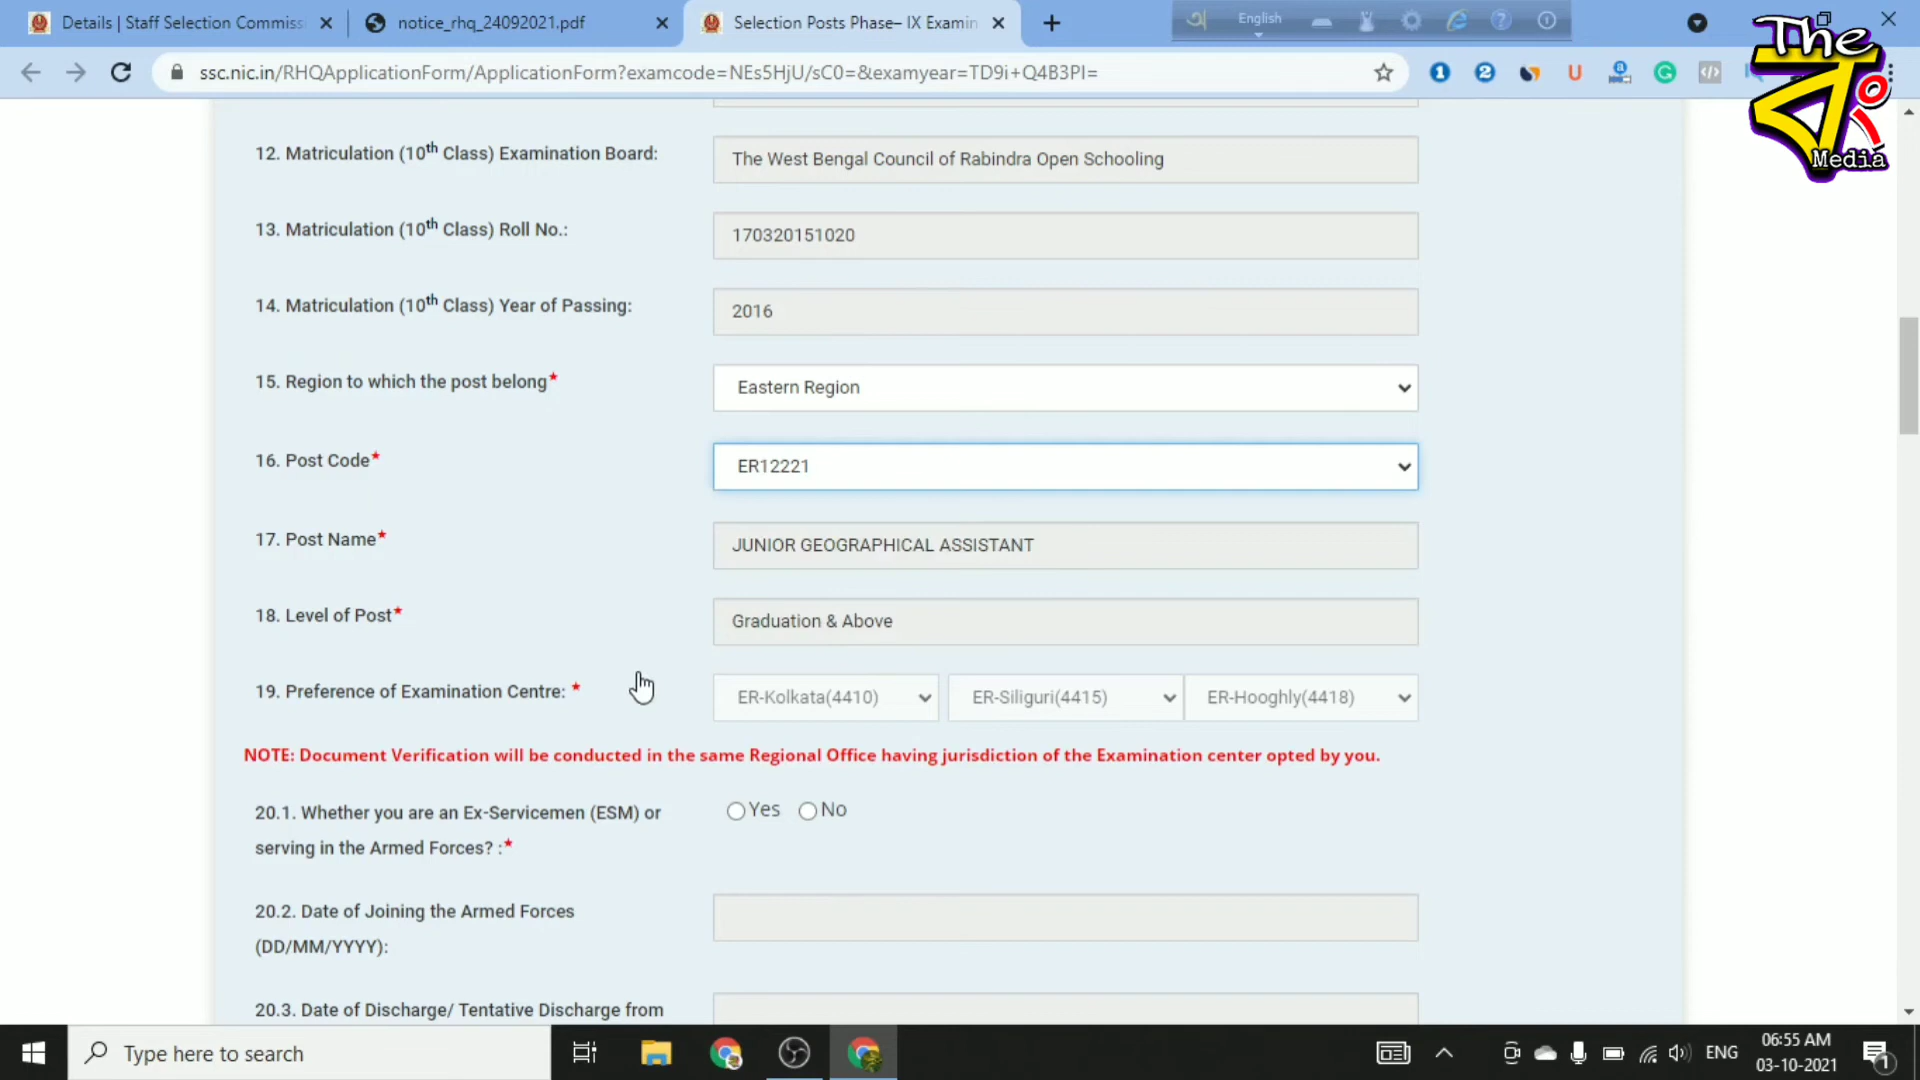 Details | Staff Selection Commiss
notice_rhq_24092021.pdf
Selection Posts Phase– IX Examin
English
ssc.nic.in/RHQApplicationForm/ApplicationForm?examcode=NEs5HjU/sC0=&examyear=TD9i+Q4B3PI=
The
Media
12. Matriculation (10th Class) Examination Board:
The West Bengal Council of Rabindra Open Schooling
13. Matriculation (10th Class) Roll No.:
170320151020
14. Matriculation (10th Class) Year of Passing:
2016
15. Region to which the post belong*
Eastern Region
16. Post Code*
ER12221
17. Post Name*
JUNIOR GEOGRAPHICAL ASSISTANT
18. Level of Post*
Graduation & Above
19. Preference of Examination Centre: *
ER-Kolkata(4410) ER-Siliguri(4415) ER-Hooghly(4418)
NOTE: Document Verification will be conducted in the same Regional Office having jurisdiction of the Examination center opted by you.
20.1. Whether you are an Ex-Servicemen (ESM) or
serving in the Armed Forces? :*
Yes No
20.2. Date of Joining the Armed Forces
(DD/MM/YYYY):
20.3. Date of Discharge/ Tentative Discharge from
Type here to search
ENG
06:55 AM
03-10-2021
1